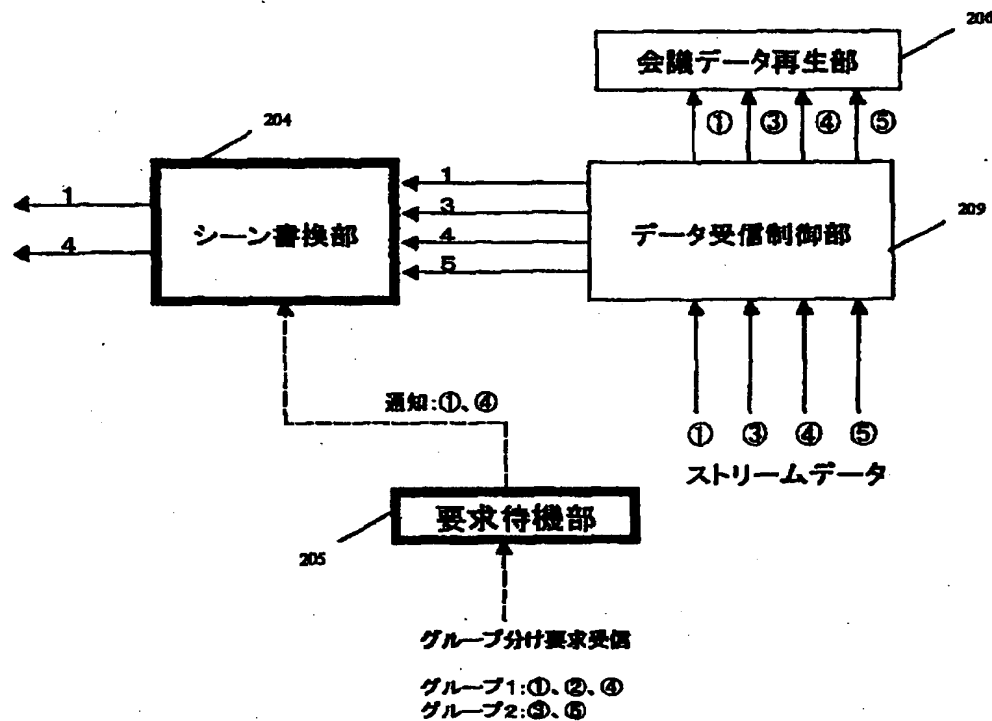 206
会議データ再生部
① ③ ④ ⑤
204
1
3
4
5
1
4
シーン書換部
データ受信制御部
209
通知:①、④
① ③ ④ ⑤
ストリームデータ
要求待機部
205
グループ分け要求受信
グループ1:①、②、④
グループ2:③、⑤